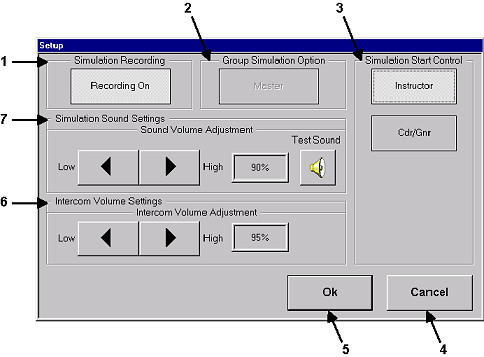 2
3
Setup
1
Simulation Recording
Group Simulation Option
Simulation Start Control
Recording On
Master
Instructor
7
Simulation Sound Settings
Sound Volume Adjustment
Test Sound
Cdr/Gnr
Low
High
90%
6
Intercom Volume Settings
Intercom Volume Adjustment
Low
High
95%
Ok
Cancel
5
4